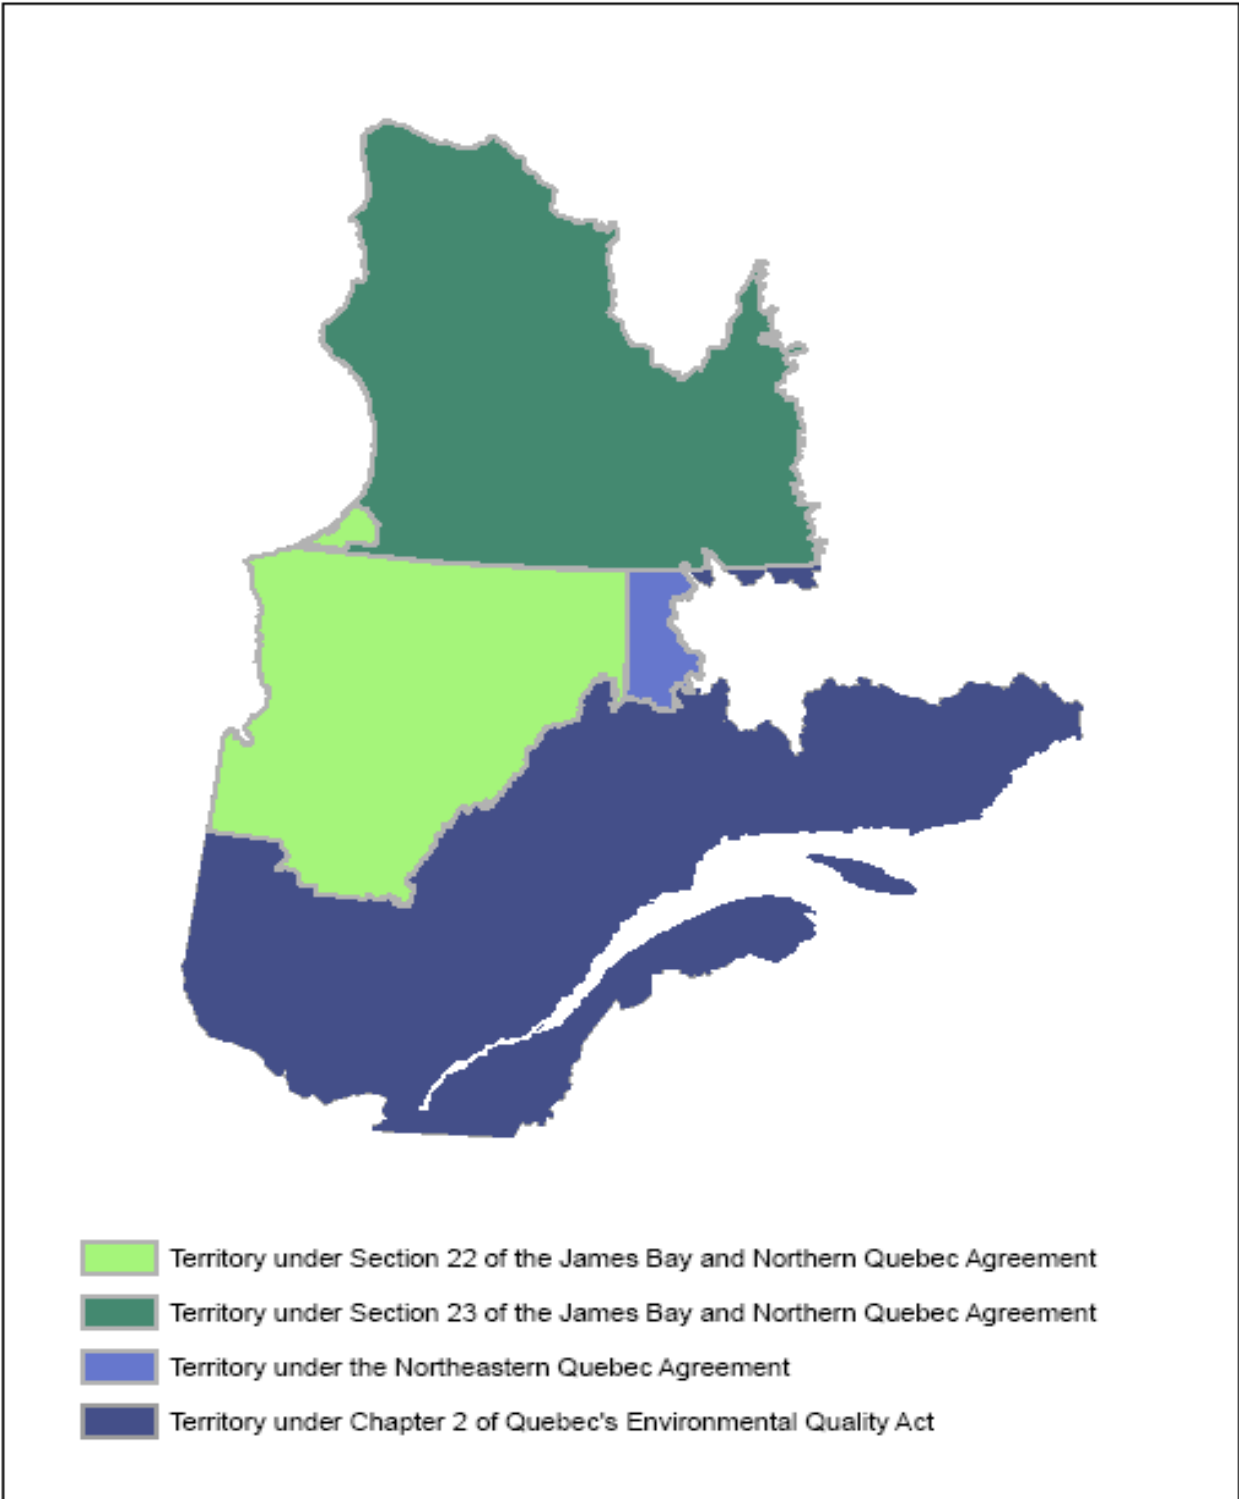 Territory under Section 22 of the James Bay and Northern Quebec Agreement
Territory under Section 23 of the James Bay and Northern Quebec Agreement
Territory under the Northeastern Quebec Agreement
Territory under Chapter 2 of Quebec's Environmental Quality Act